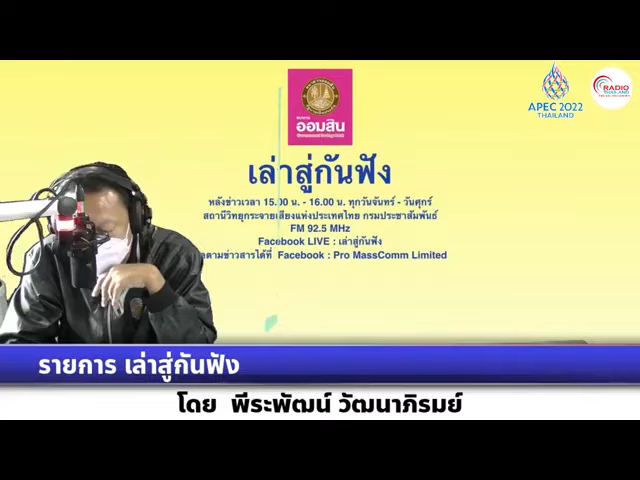 APEC 2022
THAILAND
RADIO
THAILAND
ธนาคาร
ออมสิน
เล่าสู่กันฟัง
หลังข่าวเวลา 15.00 น. - 16.00 น. ทุกวันจันทร์ - วันศุกร์
สถานีวิทยุกระจายเสียงแห่งประเทศไทย กรมประชาสัมพันธ์
FM 92.5 MHz
Facebook LIVE : เล่าสู่กันฟัง
ตามข่าวสารได้ที่ Facebook : Pro MassComm Limited
รายการ เล่าสู่กันฟัง
โดย พีระพัฒน์ วัฒนาภิรมย์